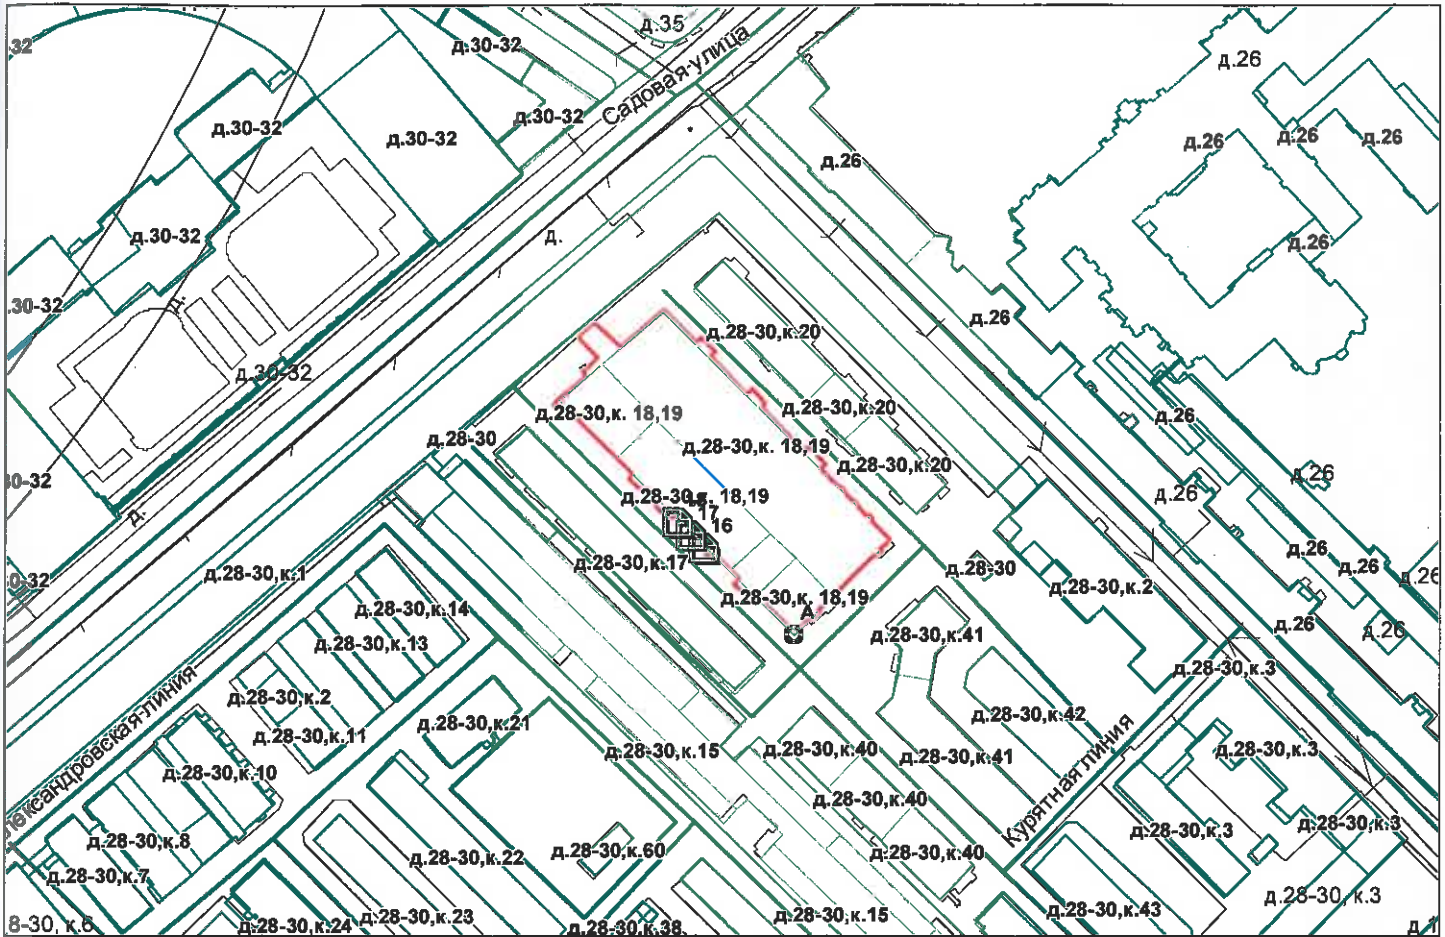 д.35
32
д.30-32
Садовая улица
д.26
д.30-32
д.30-32
д.30-32
д.26
д.26
д.26
д.26
д.30-32
д.
д.26
.30-32
д.
д.26
д.28-30,к.20
д.30-32
д.28-30,к. 18,19
д.28-30,к.20
д.26
д.28-30
д.28-30,к. 18,19
д.28-30,к.20
д.26
0-32
д.28-30,к. 18,19
д.26
17
д.
16
д.26
д.28-30,к.17
д.28-30
д.26
д.26
0-32
д.28-30,к.1
д.28-30,к.2
д.28-30,к. 18,19
д.28-30,к.14
д.26
д.26
д.28-30,к.13
д.28-30,к.41
д.28-30,к.3
д.28-30,к.2
д.28-30,к.42
д.28-30,к.21
д.28-30,к.11
д.28-30,к.15
д.28-30,к.40
д.28-30,к.41
д.28-30,к.3
лександровская линия
д.28-30,к.10
д.28-30,к.40
Курятная линия
д.28-30,к.3
д.28-30,к.3
д.28-30,к.8
д.28-30,к.60
д.28-30,к.40
д.28-30,к.22
д.28-30,к.7
д.28-30, к.3
д.28-30,к.43
д.28-30,к.15
8-30, к.6
д.28-30,к.24
д.28-30,к.23
д.28-30,к.38